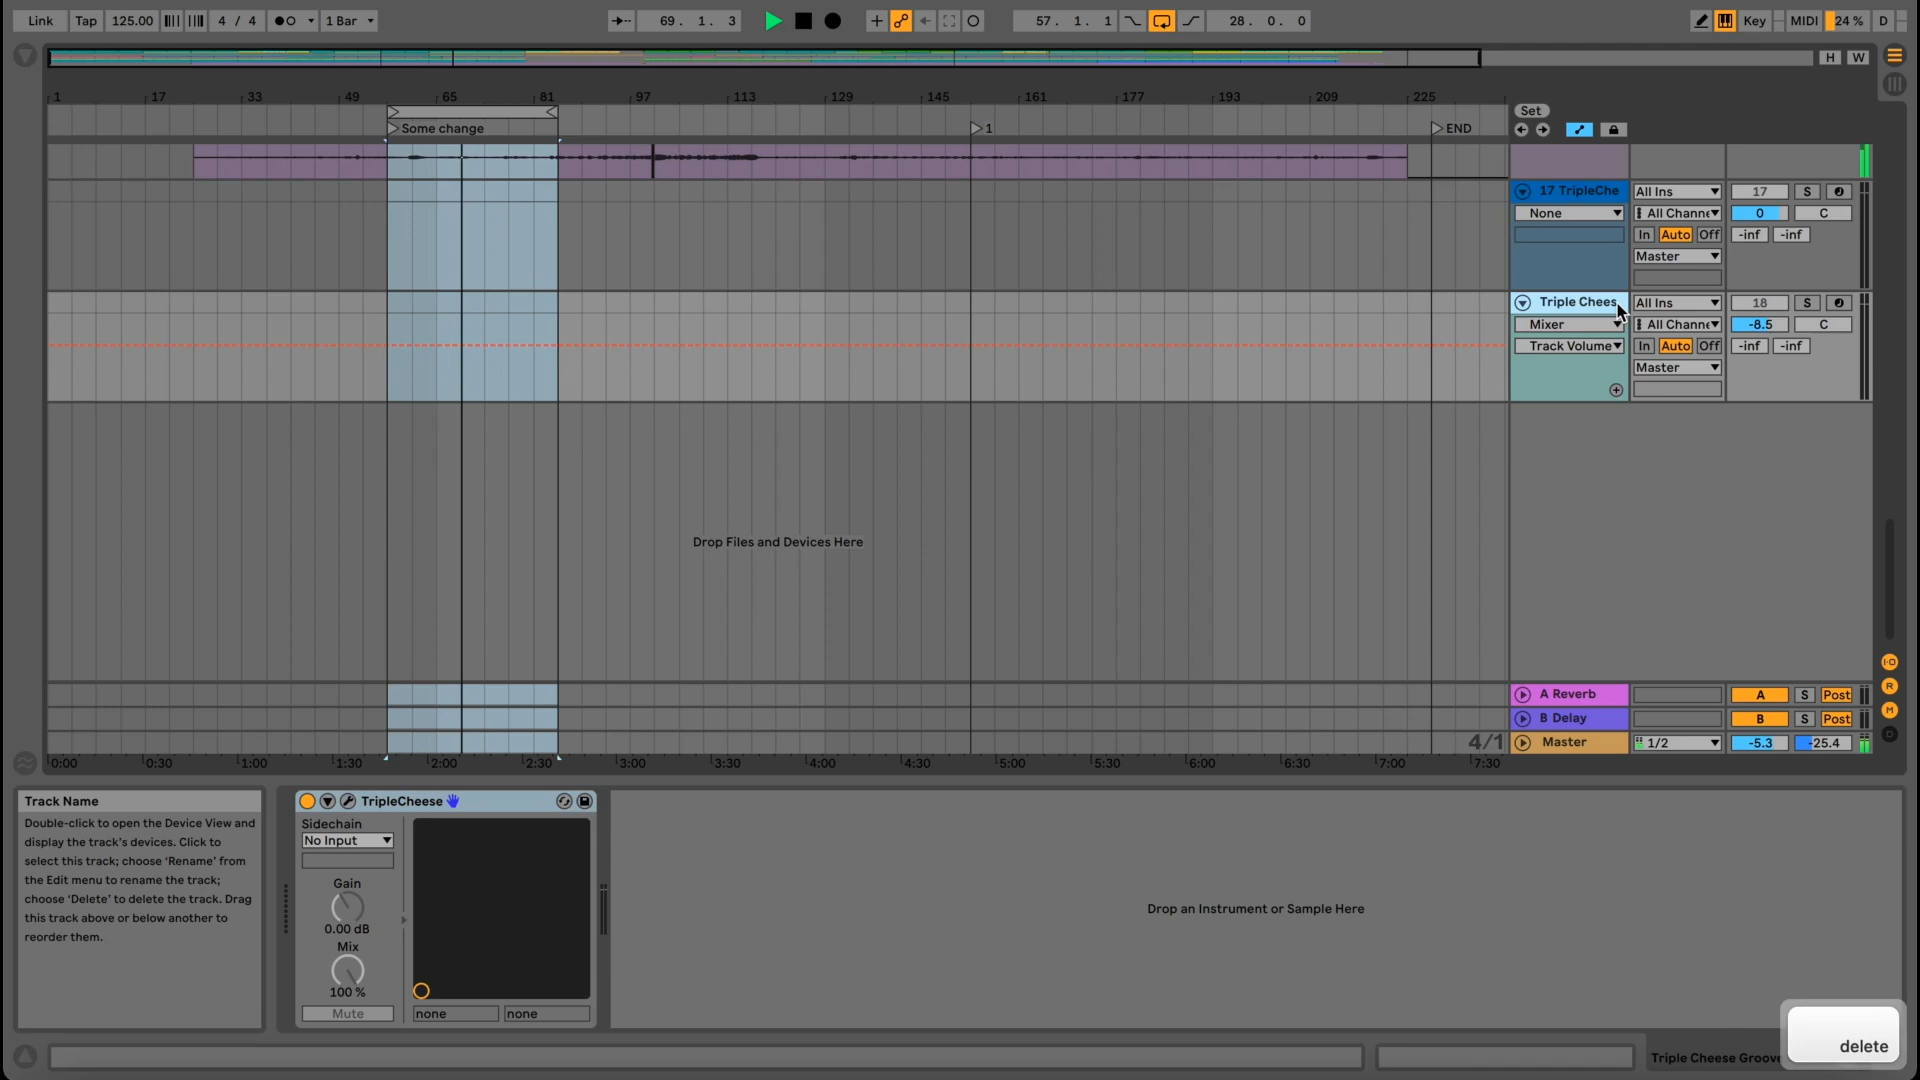 Link Tap 125.00 4 / 4 1 Bar 69. 1. 3 57. 1. 1 28. 0. 0 Key MIDI 24 % D
H W
1 17 33 49 65 81 97 113 129 145 161 177 193 209 225
Set
Some change 1 END
17 TripleChe All Ins 17 S
None All Channe 0 C
In Auto Off -inf -inf
Master
Triple Chees All Ins 18 S
Mixer All Channe -8.5 C
Track Volume In Auto Off -inf -inf
Master
Drop Files and Devices Here
A Reverb A S Post
B Delay B S Post
4/1 Master 1/2 -5.3 -25.4
0:00 0:30 1:00 1:30 2:00 2:30 3:00 3:30 4:00 4:30 5:00 5:30 6:00 6:30 7:00 7:30
I·O
R
M
D
Track Name
Double-click to open the Device View and
display the track's devices. Click to
select this track; choose ‘Rename’ from
the Edit menu to rename the track;
choose ‘Delete’ to delete the track. Drag
this track above or below another to
reorder them.
TripleCheese
Sidechain
No Input
Gain
0.00 dB
Mix
100 %
Mute none none
Drop an Instrument or Sample Here
Triple Cheese Groove
delete